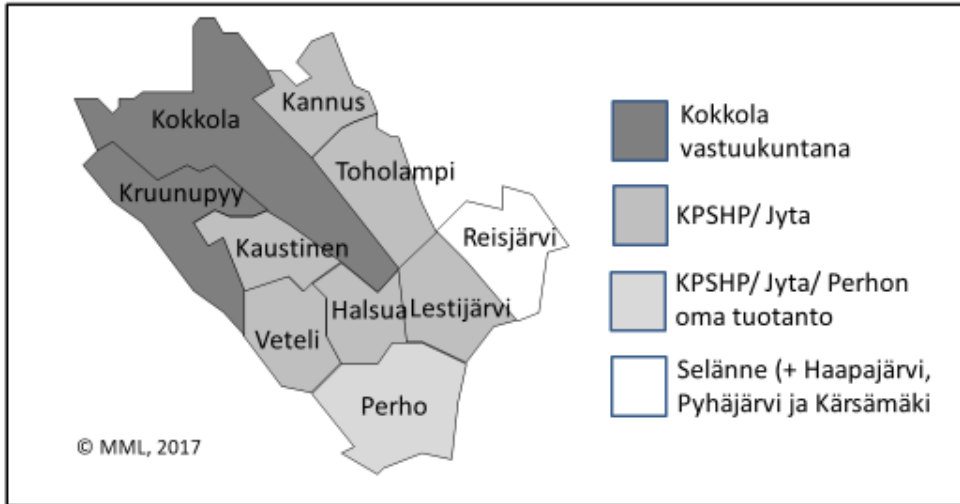 Kannus
Kokkola
Toholampi
Kruunupyy
Reisjärvi
Kaustinen
Halsua
Lestijärvi
Veteli
Perho
© MML, 2017
Kokkola
vastuukuntana
KPSHP/ Jyta
KPSHP/ Jyta/ Perhon
oma tuotanto
Selänne (+ Haapajärvi,
Pyhäjärvi ja Kärsämäki